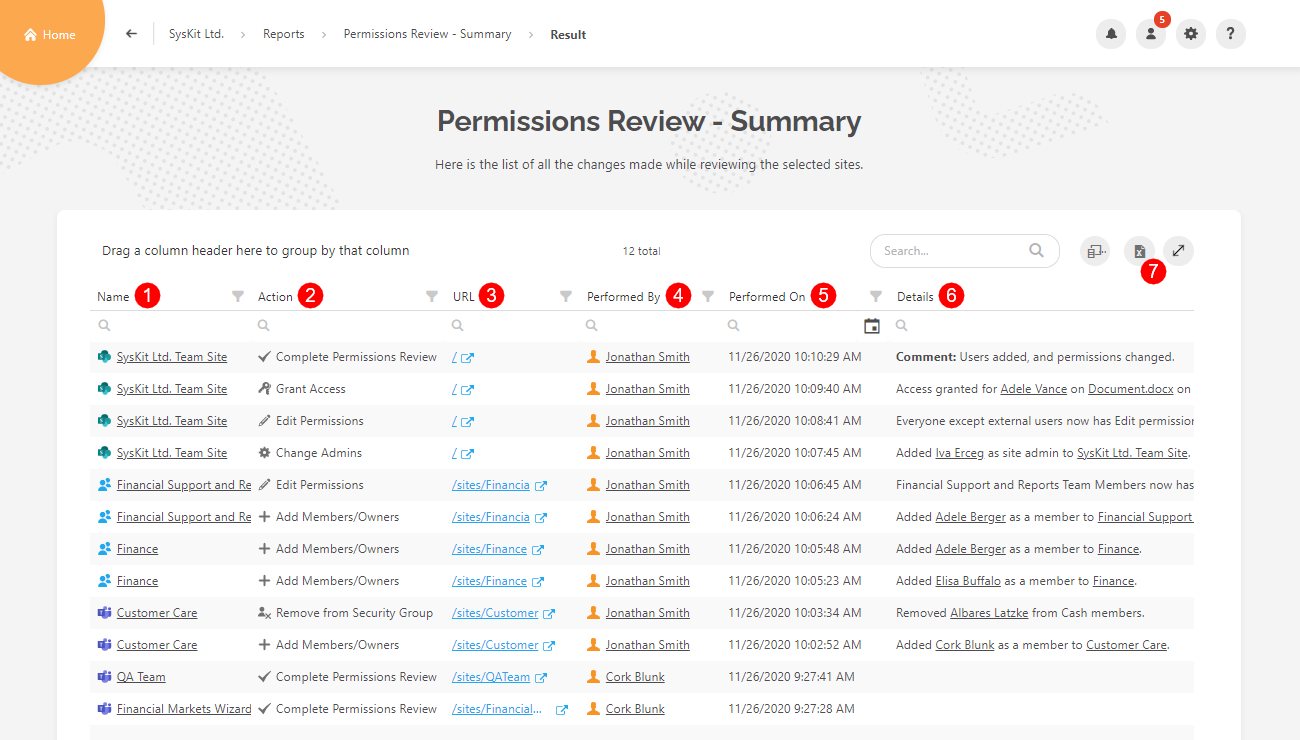 Home SysKit Ltd. Reports Permissions Review - Summary Result 5 ?
Permissions Review - Summary
Here is the list of all the changes made while reviewing the selected sites.
Drag a column header here to group by that column 12 total Search...
7
Name 1 Action 2 URL 3 Performed By 4 Performed On 5 Details 6
SysKit Ltd. Team Site Complete Permissions Review / Jonathan Smith 11/26/2020 10:10:29 AM Comment: Users added, and permissions changed.
SysKit Ltd. Team Site Grant Access / Jonathan Smith 11/26/2020 10:09:40 AM Access granted for Adele Vance on Document.docx on
SysKit Ltd. Team Site Edit Permissions / Jonathan Smith 11/26/2020 10:08:41 AM Everyone except external users now has Edit permission
SysKit Ltd. Team Site Change Admins / Jonathan Smith 11/26/2020 10:07:45 AM Added Iva Erceg as site admin to SysKit Ltd. Team Site.
Financial Support and Re Edit Permissions /sites/Financia Jonathan Smith 11/26/2020 10:06:45 AM Financial Support and Reports Team Members now has
Financial Support and Re Add Members/Owners /sites/Financia Jonathan Smith 11/26/2020 10:06:24 AM Added Adele Berger as a member to Financial Support
Finance Add Members/Owners /sites/Finance Jonathan Smith 11/26/2020 10:05:48 AM Added Adele Berger as a member to Finance.
Finance Add Members/Owners /sites/Finance Jonathan Smith 11/26/2020 10:05:23 AM Added Elisa Buffalo as a member to Finance.
Customer Care Remove from Security Group /sites/Customer Jonathan Smith 11/26/2020 10:03:34 AM Removed Albares Latzke from Cash members.
Customer Care Add Members/Owners /sites/Customer Jonathan Smith 11/26/2020 10:02:52 AM Added Cork Blunk as a member to Customer Care.
QA Team Complete Permissions Review /sites/QATeam Cork Blunk 11/26/2020 9:27:41 AM
Financial Markets Wizard Complete Permissions Review /sites/Financial... Cork Blunk 11/26/2020 9:27:28 AM